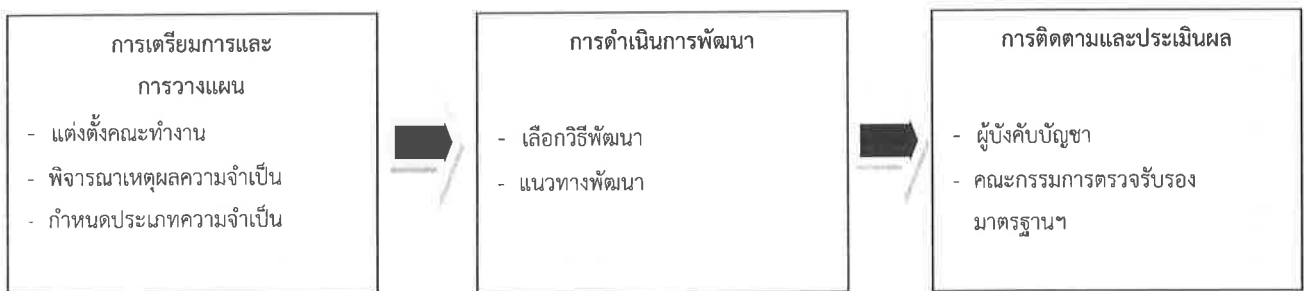 การเตรียมการและ
การวางแผน
- แต่งตั้งคณะทำงาน
- พิจารณาเหตุผลความจำเป็น
- กำหนดประเภทความจำเป็น
การดำเนินการพัฒนา
- เลือกวิธีพัฒนา
- แนวทางพัฒนา
การติดตามและประเมินผล
- ผู้บังคับบัญชา
- คณะกรรมการตรวจรับรอง
มาตรฐานฯ